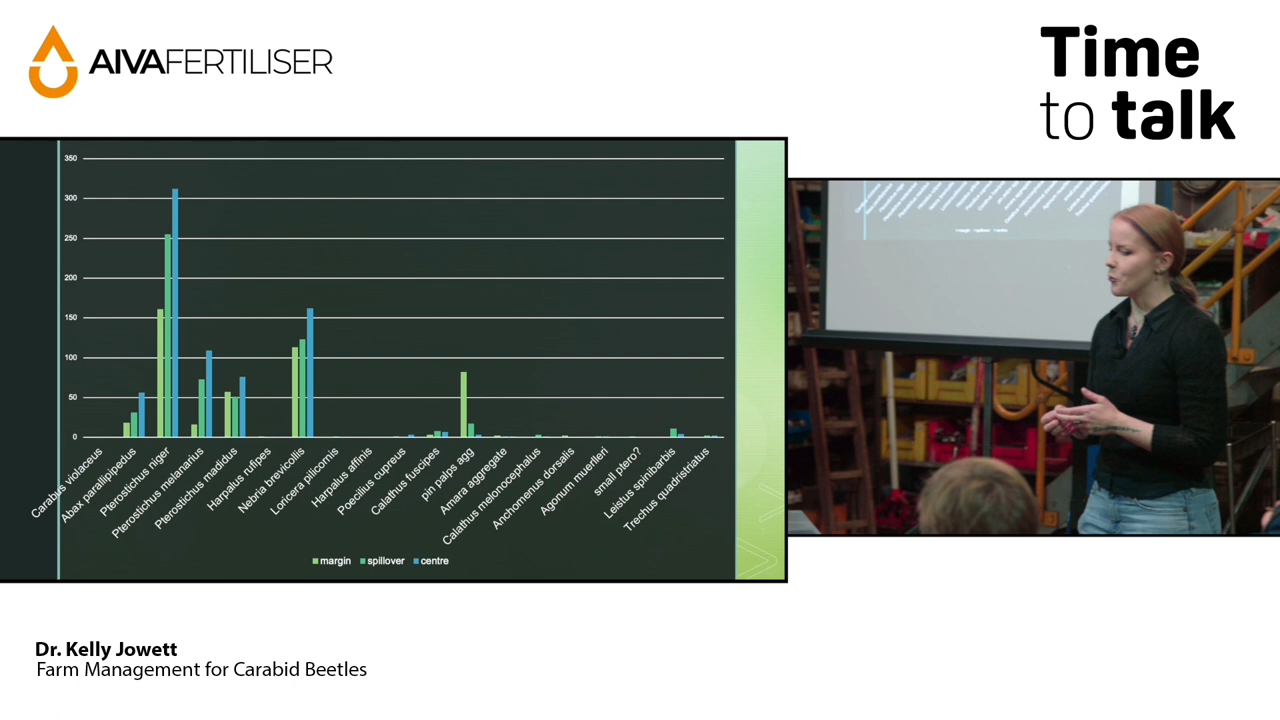 AIVAFERTILISER
Time
to talk
350
300
250
200
150
100
50
0
Carabus violaceus
Abax parallipipedus
Pterostichus niger
Pterostichus melanarius
Pterostichus madidus
Harpalus rufipes
Nebria brevicollis
Loricera pilicornis
Harpalus affinis
Poecilus cupreus
Calathus fuscipes
pin palps agg
Amara aggregate
Calathus melonocephalus
Anchomenus dorsalis
Agonum muerlleri
small ptero?
Leistus spinibarbis
Trechus quadristriatus
margin spillover centre
Dr. Kelly Jowett
Farm Management for Carabid Beetles